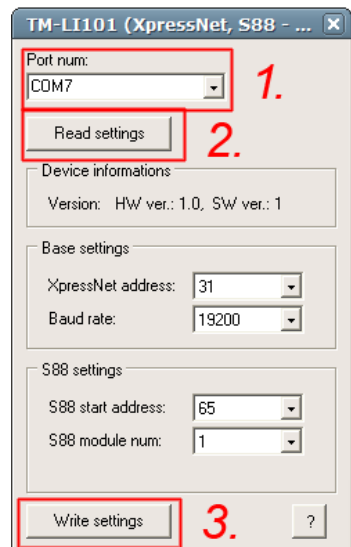 TM-LI101 (XpressNet, S88 - ...
Port num:
COM7
1.
Read settings
2.
Device informations
Version: HW ver.: 1.0, SW ver.: 1
Base settings
XpressNet address: 31
Baud rate: 19200
S88 settings
S88 start address: 65
S88 module num: 1
Write settings
3.
?